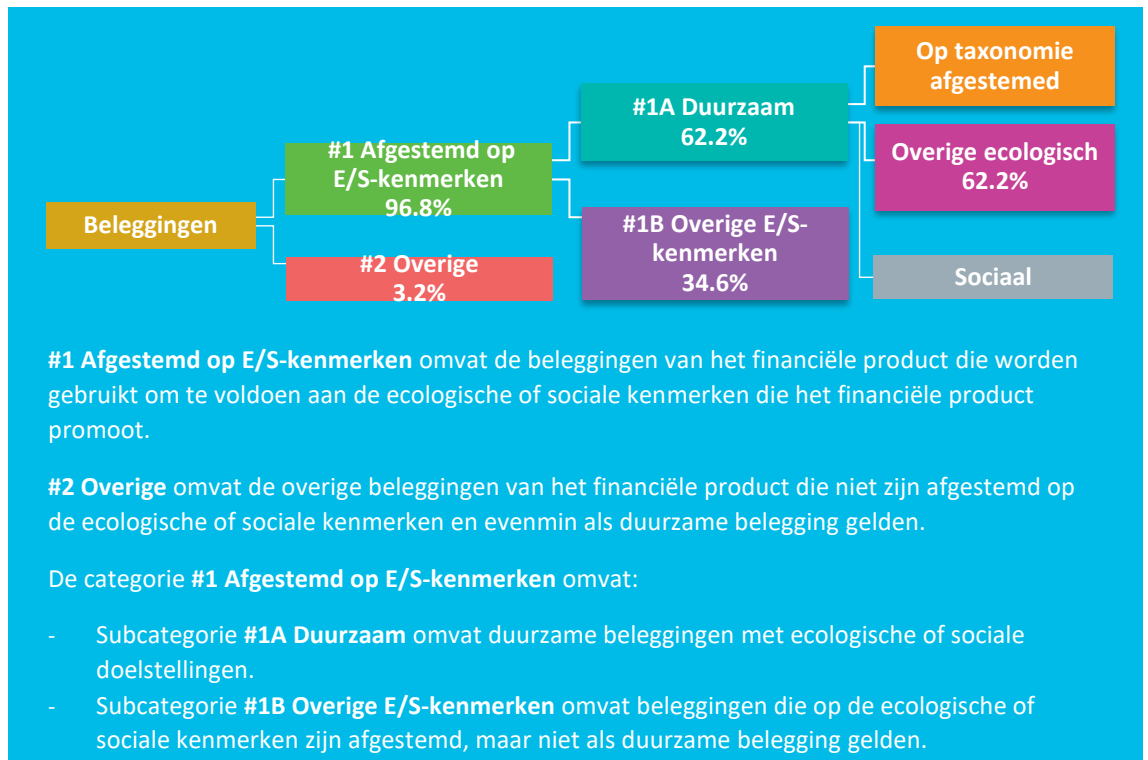 Op taxonomie
afgestemed
#1A Duurzaam
62.2%
#1 Afgestemd op
E/S-kenmerken
96.8%
Overige ecologisch
62.2%
Beleggingen
#1B Overige E/S-
kenmerken
34.6%
#2 Overige
3.2%
Sociaal
#1 Afgestemd op E/S-kenmerken omvat de beleggingen van het financiële product die worden
gebruikt om te voldoen aan de ecologische of sociale kenmerken die het financiële product
promoot.
#2 Overige omvat de overige beleggingen van het financiële product die niet zijn afgestemd op
de ecologische of sociale kenmerken en evenmin als duurzame belegging gelden.
De categorie #1 Afgestemd op E/S-kenmerken omvat:
- Subcategorie #1A Duurzaam omvat duurzame beleggingen met ecologische of sociale
doelstellingen.
- Subcategorie #1B Overige E/S-kenmerken omvat beleggingen die op de ecologische of
sociale kenmerken zijn afgestemd, maar niet als duurzame belegging gelden.